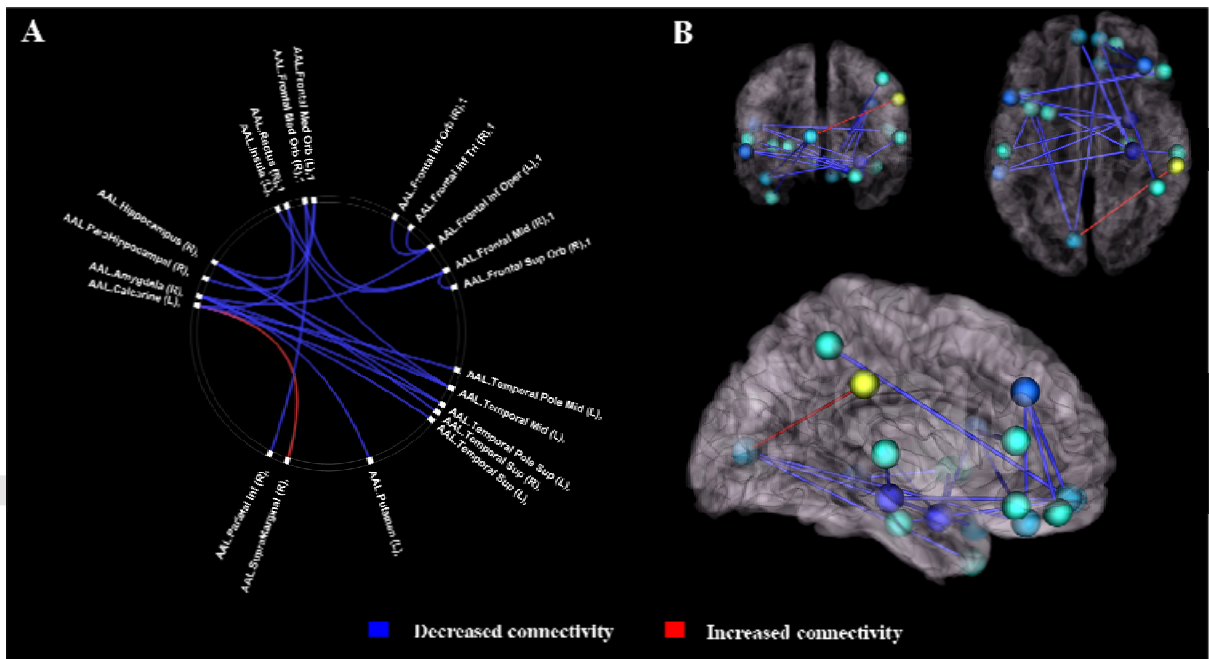 A
B
AAL.Frontal Med Orb (L),1
AAL.Frontal Med Orb (R),1
AAL.Rectus (R),1
AAL.Insula (L),
AAL.Frontal Inf Orb (R),1
AAL.Frontal Inf Tri (R),1
AAL.Frontal Inf Oper (L),1
AAL.Frontal Mid (R),1
AAL.Frontal Sup Orb (R),1
AAL.Hippocampus (R),
AAL.ParaHippocampal (R),
AAL.Amygdala (R),
AAL.Calcarine (L),
AAL.Temporal Pole Mid (L),
AAL.Temporal Mid (L),
AAL.Temporal Pole Sup (L),
AAL.Temporal Sup (R),
AAL.Temporal Sup (L),
AAL.Parietal Inf (R),
AAL.SupraMarginal (R),
AAL.Putamen (L),
Decreased connectivity
Increased connectivity